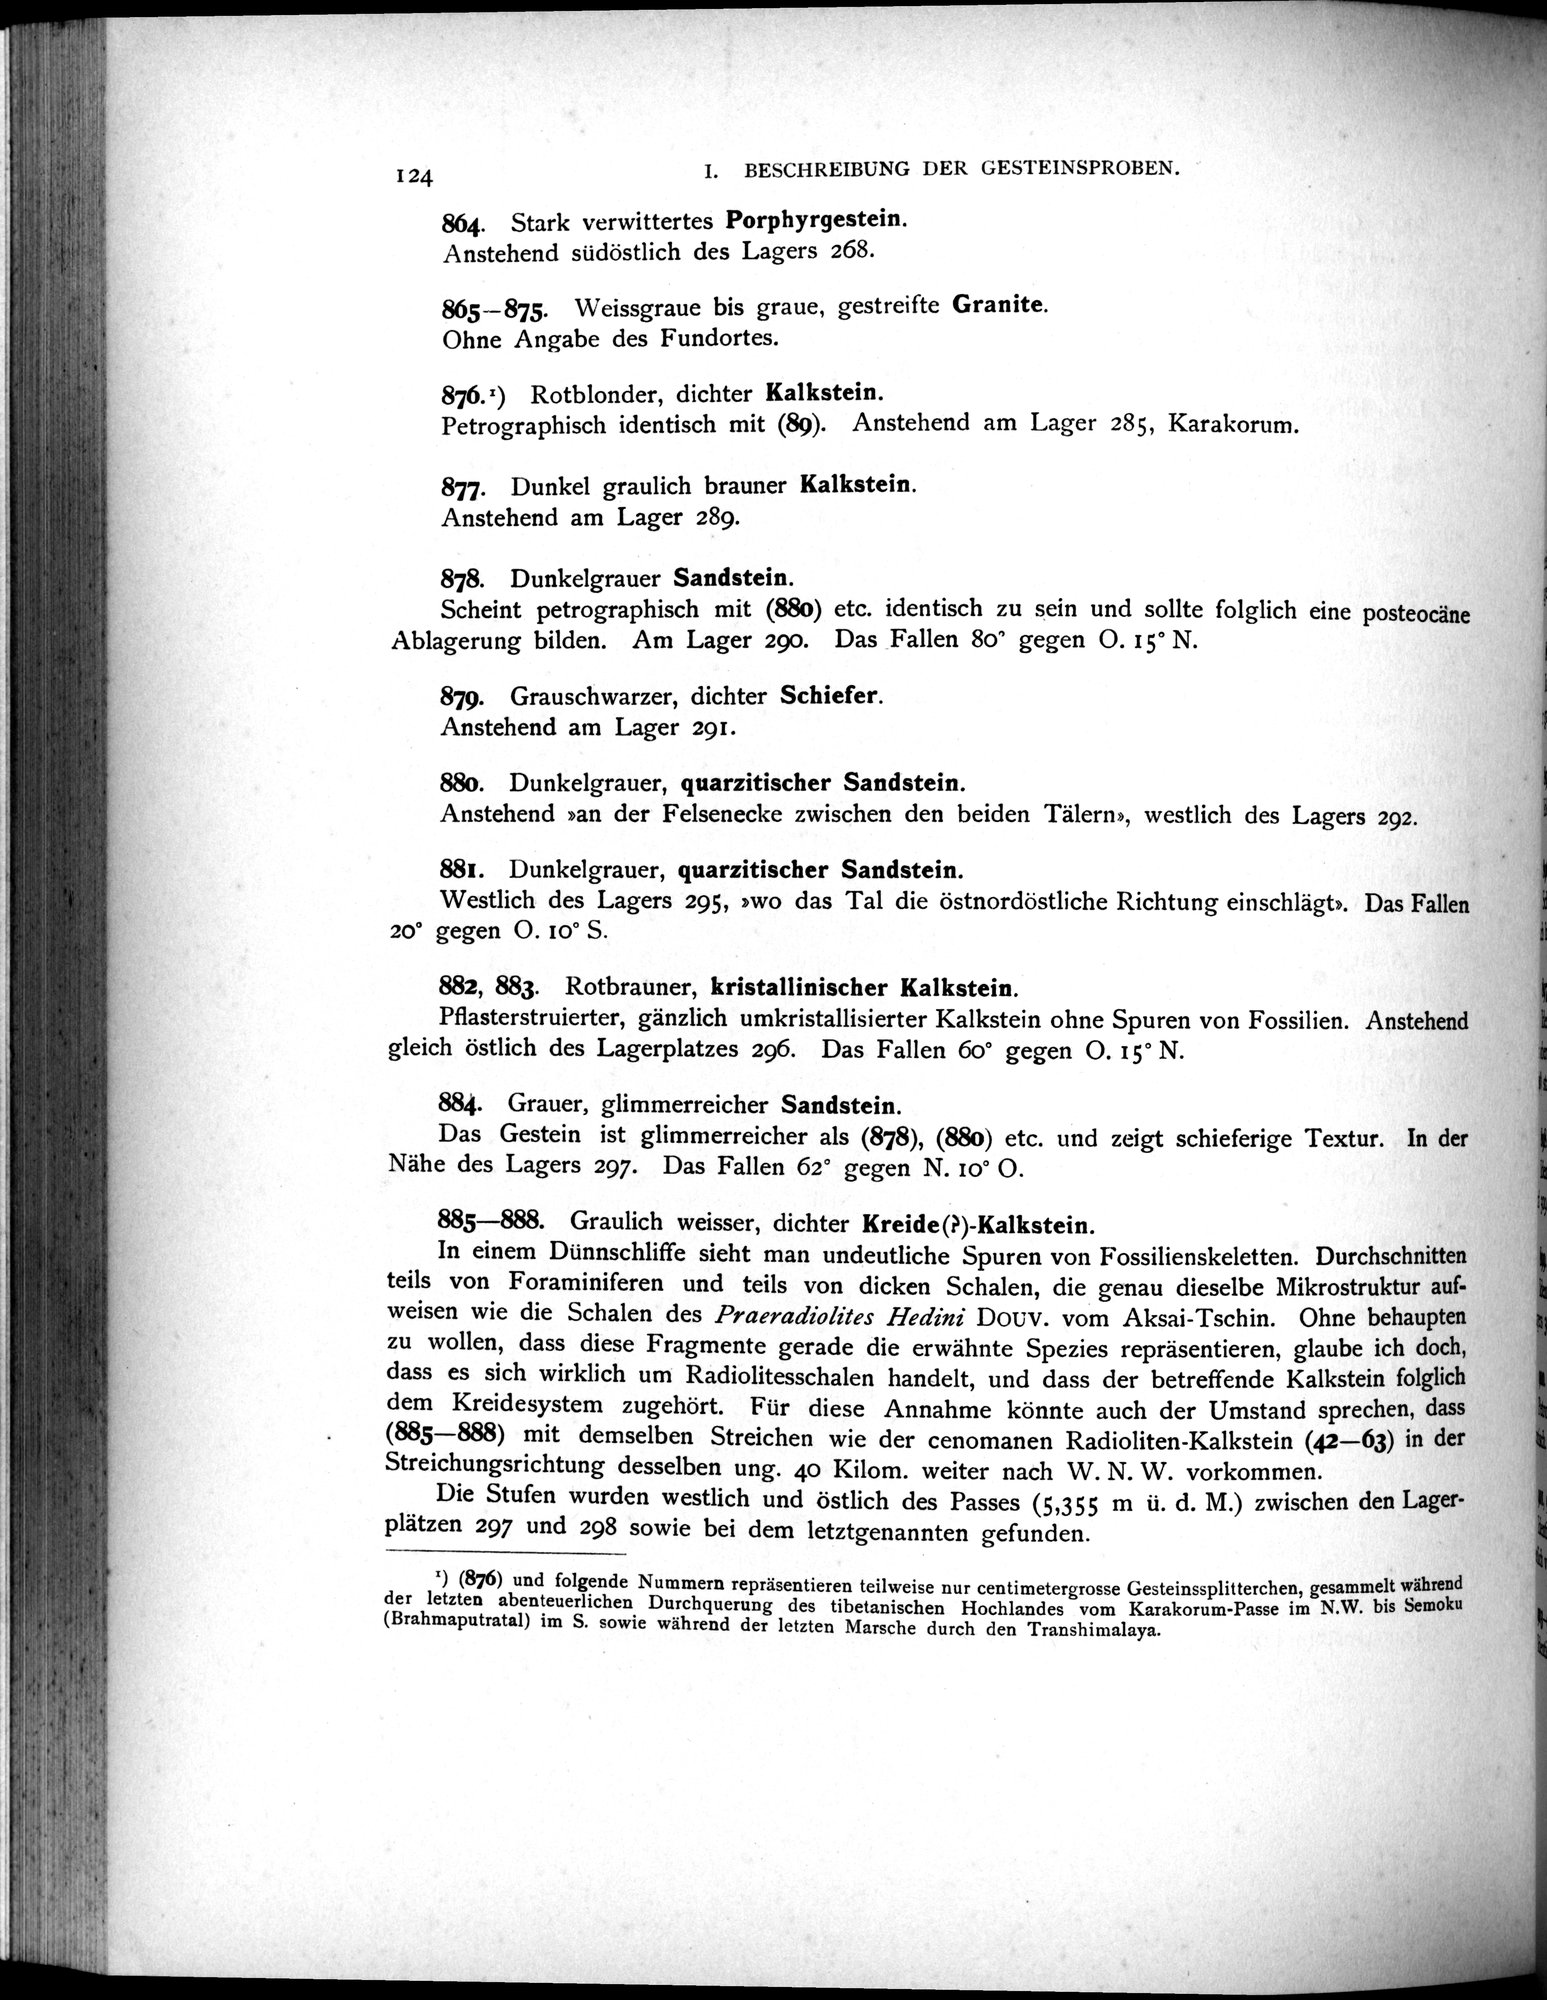 124
I. BESCHREIBUNG DER GESTEINSPROBEN.
864. Stark verwittertes Porphyrgestein.
Anstehend südöstlich des Lagers 268.
865—875. Weissgraue bis graue, gestreifte Granite.
Ohne Angabe des Fundortes.
876.¹) Rotblonder, dichter Kalkstein.
Petrographisch identisch mit (89). Anstehend am Lager 285, Karakorum.
877. Dunkel graulich brauner Kalkstein.
Anstehend am Lager 289.
878. Dunkelgrauer Sandstein.
Scheint petrographisch mit (880) etc. identisch zu sein und sollte folglich eine posteocäne
Ablagerung bilden. Am Lager 290. Das Fallen 80° gegen O. 15° N.
879. Grauschwarzer, dichter Schiefer.
Anstehend am Lager 291.
880. Dunkelgrauer, quarzitischer Sandstein.
Anstehend »an der Felsenecke zwischen den beiden Tälern», westlich des Lagers 292.
881. Dunkelgrauer, quarzitischer Sandstein.
Westlich des Lagers 295, »wo das Tal die östnordöstliche Richtung einschlägt». Das Fallen
20° gegen O. 10° S.
882, 883. Rotbrauner, kristallinischer Kalkstein.
Pflasterstruierter, gänzlich umkristallisierter Kalkstein ohne Spuren von Fossilien. Anstehend
gleich östlich des Lagerplatzes 296. Das Fallen 60° gegen O. 15° N.
884. Grauer, glimmerreicher Sandstein.
Das Gestein ist glimmerreicher als (878), (880) etc. und zeigt schieferige Textur. In der
Nähe des Lagers 297. Das Fallen 62° gegen N. 10° O.
885—888. Graulich weisser, dichter Kreide(?)-Kalkstein.
In einem Dünnschliffe sieht man undeutliche Spuren von Fossilienskeletten. Durchschnitten
teils von Foraminiferen und teils von dicken Schalen, die genau dieselbe Mikrostruktur auf-
weisen wie die Schalen des Praeradiolites Hedini DOUV. vom Aksai-Tschin. Ohne behaupten
zu wollen, dass diese Fragmente gerade die erwähnte Spezies repräsentieren, glaube ich doch,
dass es sich wirklich um Radiolitesschalen handelt, und dass der betreffende Kalkstein folglich
dem Kreidesystem zugehört. Für diese Annahme könnte auch der Umstand sprechen, dass
(885—888) mit demselben Streichen wie der cenomanen Radioliten-Kalkstein (42—63) in der
Streichungsrichtung desselben ung. 40 Kilom. weiter nach W. N. W. vorkommen.
Die Stufen wurden westlich und östlich des Passes (5,355 m ü. d. M.) zwischen den Lager-
plätzen 297 und 298 sowie bei dem letztgenannten gefunden.
¹) (876) und folgende Nummern repräsentieren teilweise nur centimetergrosse Gesteinssplitterchen, gesammelt während
der letzten abenteuerlichen Durchquerung des tibetanischen Hochlandes vom Karakorum-Passe im N.W. bis Semoku
(Brahmaputratal) im S. sowie während der letzten Marsche durch den Transhimalaya.